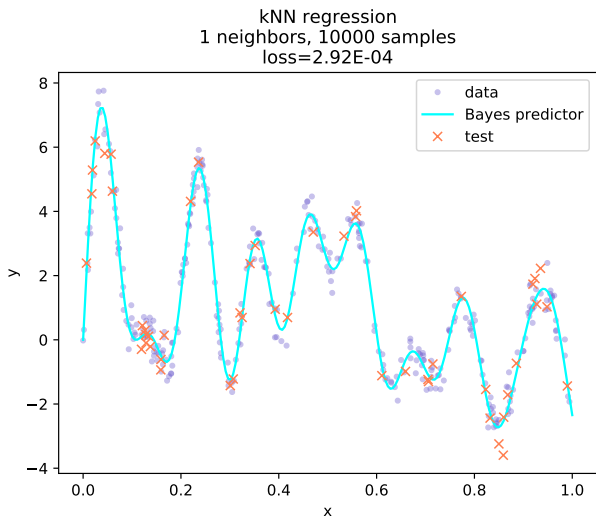 kNN regression
1 neighbors, 10000 samples
loss=2.92E-04
data
Bayes predictor
test
y
8
6
4
2
0
−2
−4
0.0 0.2 0.4 0.6 0.8 1.0
x